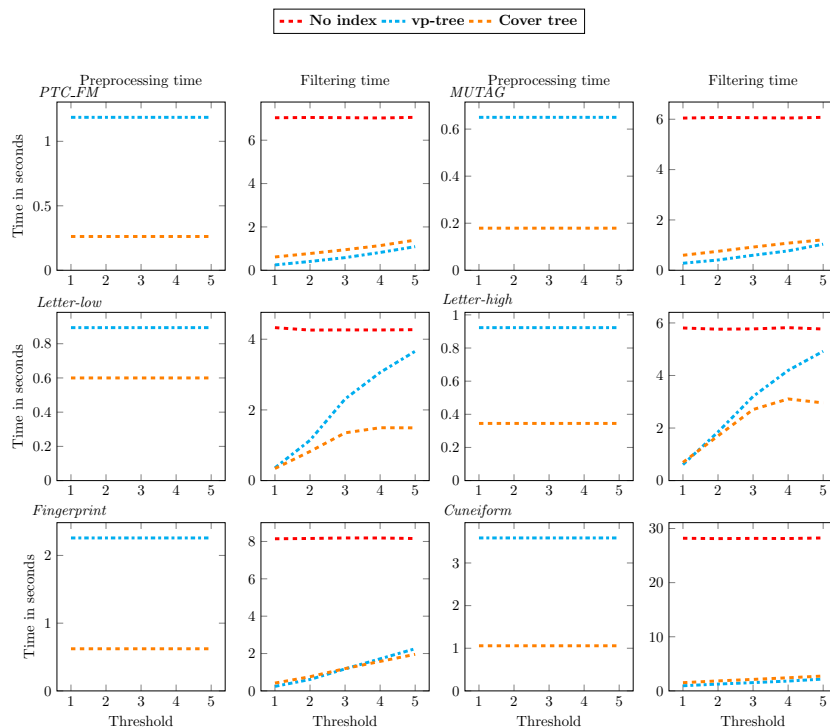 No index vp-tree Cover tree
Preprocessing time Filtering time Preprocessing time Filtering time
PTC_FM MUTAG
Time in seconds
0 0.5 1
1 2 3 4 5
0 2 4 6
1 2 3 4 5
0 0.2 0.4 0.6
1 2 3 4 5
0 2 4 6
1 2 3 4 5
Letter-low Letter-high
Time in seconds
0 0.2 0.4 0.6 0.8
1 2 3 4 5
0 2 4
1 2 3 4 5
0 0.2 0.4 0.6 0.8 1
1 2 3 4 5
0 2 4 6
1 2 3 4 5
Fingerprint Cuneiform
Time in seconds
0 1 2
1 2 3 4 5
0 2 4 6 8
1 2 3 4 5
0 1 2 3
1 2 3 4 5
0 10 20 30
1 2 3 4 5
Threshold Threshold Threshold Threshold